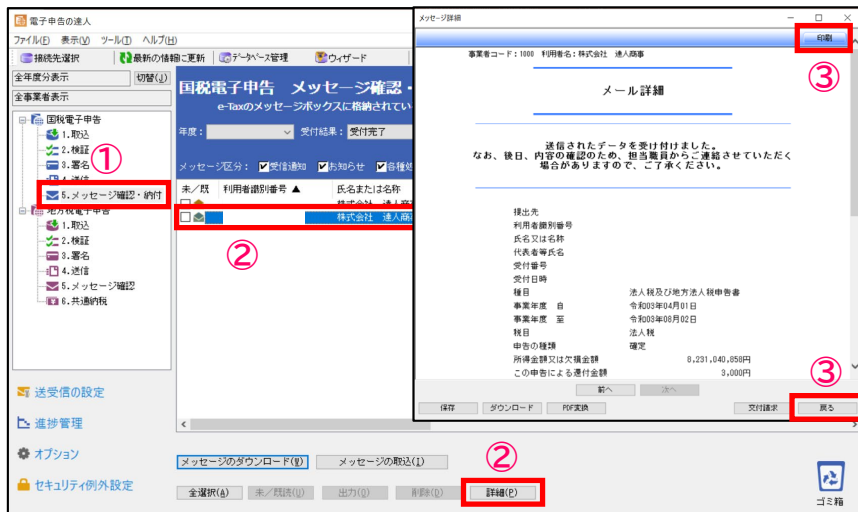 電子申告の達人
ファイル(F) 表示(V) ツール(T) ヘルプ(H)
接続先選択 最新の情報に更新 データベース管理 ウィザード
全年度分表示 切替(J)
全事業者表示
国税電子申告
1.取込
2.検証
3.署名
4.送信
5.メッセージ確認・納付
地方税電子申告
1.取込
2.検証
3.署名
4.送信
5.メッセージ確認
6.共通納税
①
送受信の設定
進捗管理
オプション
セキュリティ例外設定
国税電子申告 メッセージ確認・
e-Taxのメッセージボックスに格納されてい
年度： 受付結果： 受付完了
メッセージ区分： 受信通知 お知らせ 各種処
未／既 利用者識別番号 ▲ 氏名または名称
株式会社 達人商
株式会社 達人商
②
メッセージのダウンロード(W) メッセージの取込(I)
②
全選択(A) 未／既読(U) 出力(O) 削除(D) 詳細(P)
ゴミ箱
メッセージ詳細
印刷
③
事業者コード：1000 利用者名：株式会社 達人商事
メール詳細
送信されたデータを受け付けました。
なお、後日、内容の確認のため、担当職員からご連絡させていただく
場合がありますので、ご了承ください。
提出先
利用者識別番号
氏名又は名称
代表者等氏名
受付番号
受付日時
種目 法人税及び地方法人税申告書
事業年度 自 令和03年04月01日
事業年度 至 令和03年08月02日
税目 法人税
申告の種類 確定
所得金額又は欠損金額 8,231,040,858円
この申告による還付金額 3,000円
③
前へ 次へ
保存 ダウンロード PDF変換 交付請求 戻る